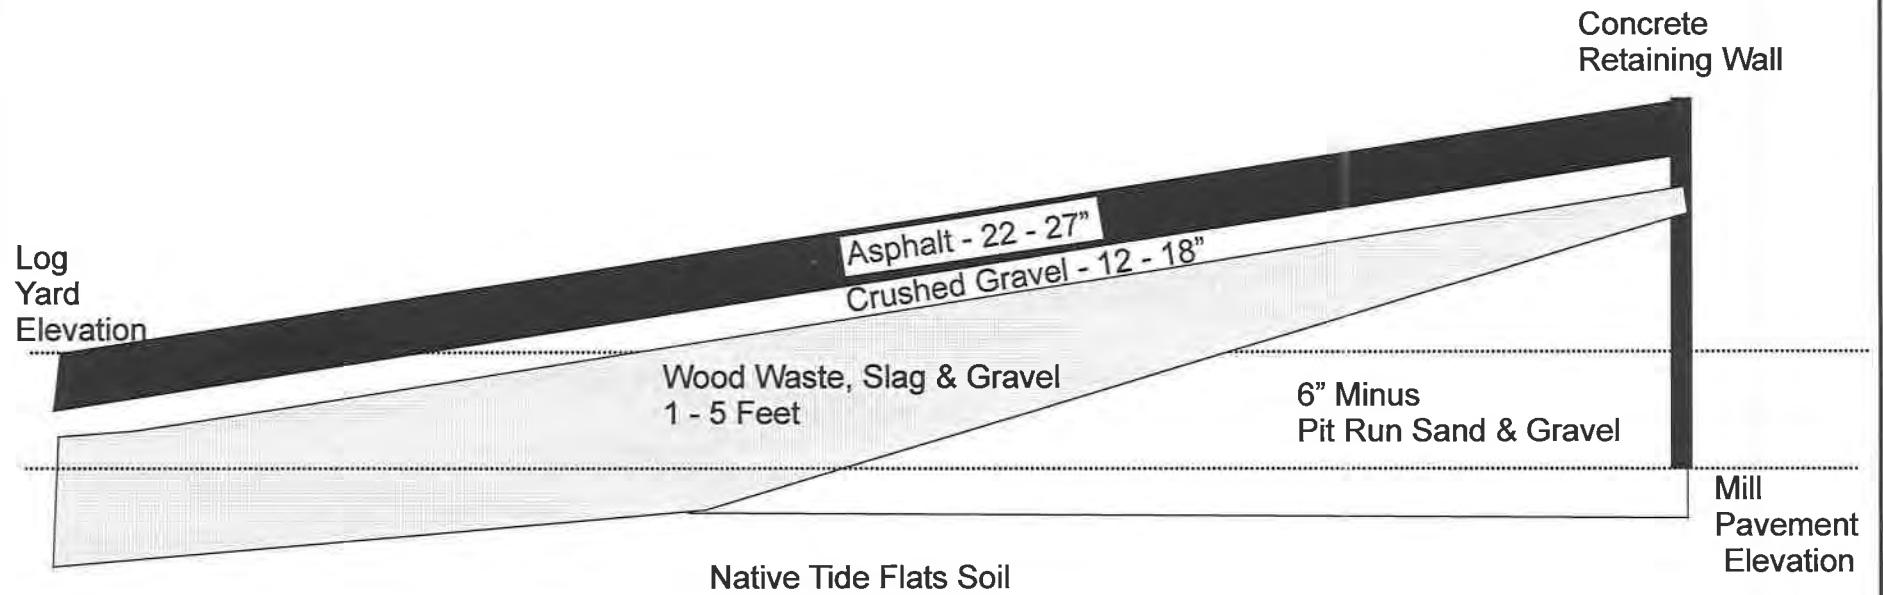 Concrete
Retaining Wall
Log
Yard
Elevation
Asphalt - 22 - 27”
Crushed Gravel - 12 - 18”
Wood Waste, Slag & Gravel
1 - 5 Feet
6” Minus
Pit Run Sand & Gravel
Mill
Pavement
Elevation
Native Tide Flats Soil